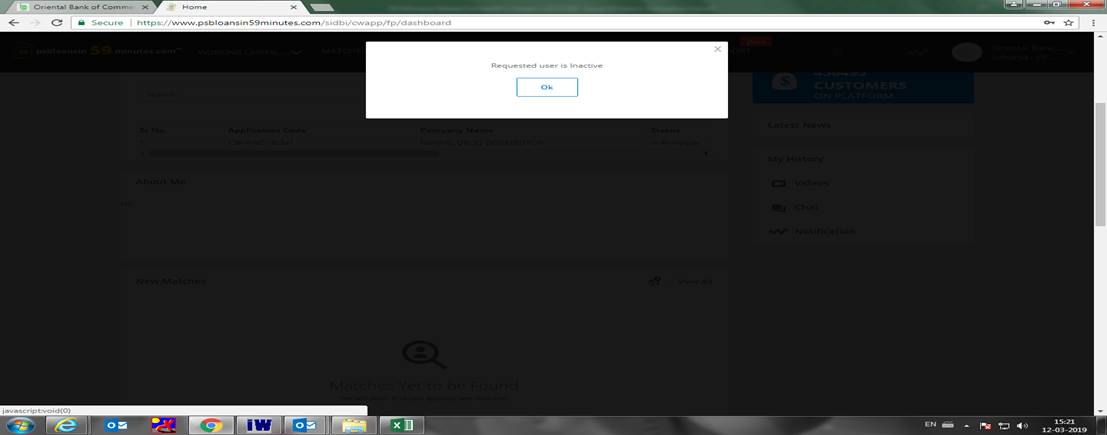 Oriental Bank of Comme
Home
Secure | https://www.psbloansin59minutes.com/sidbi/cwapp/fp/dashboard
psbloansin 59 minutes.com
Requested user is Inactive
Ok
CUSTOMERS
ON PLATFORM
Latest News
Sr No.
Application Code
Company Name
Status
My History
About Me
Videos
Chat
Notification
New Matches
View All
Matches Yet to be Found
javascript:void(0)
EN
15:21
12-03-2019